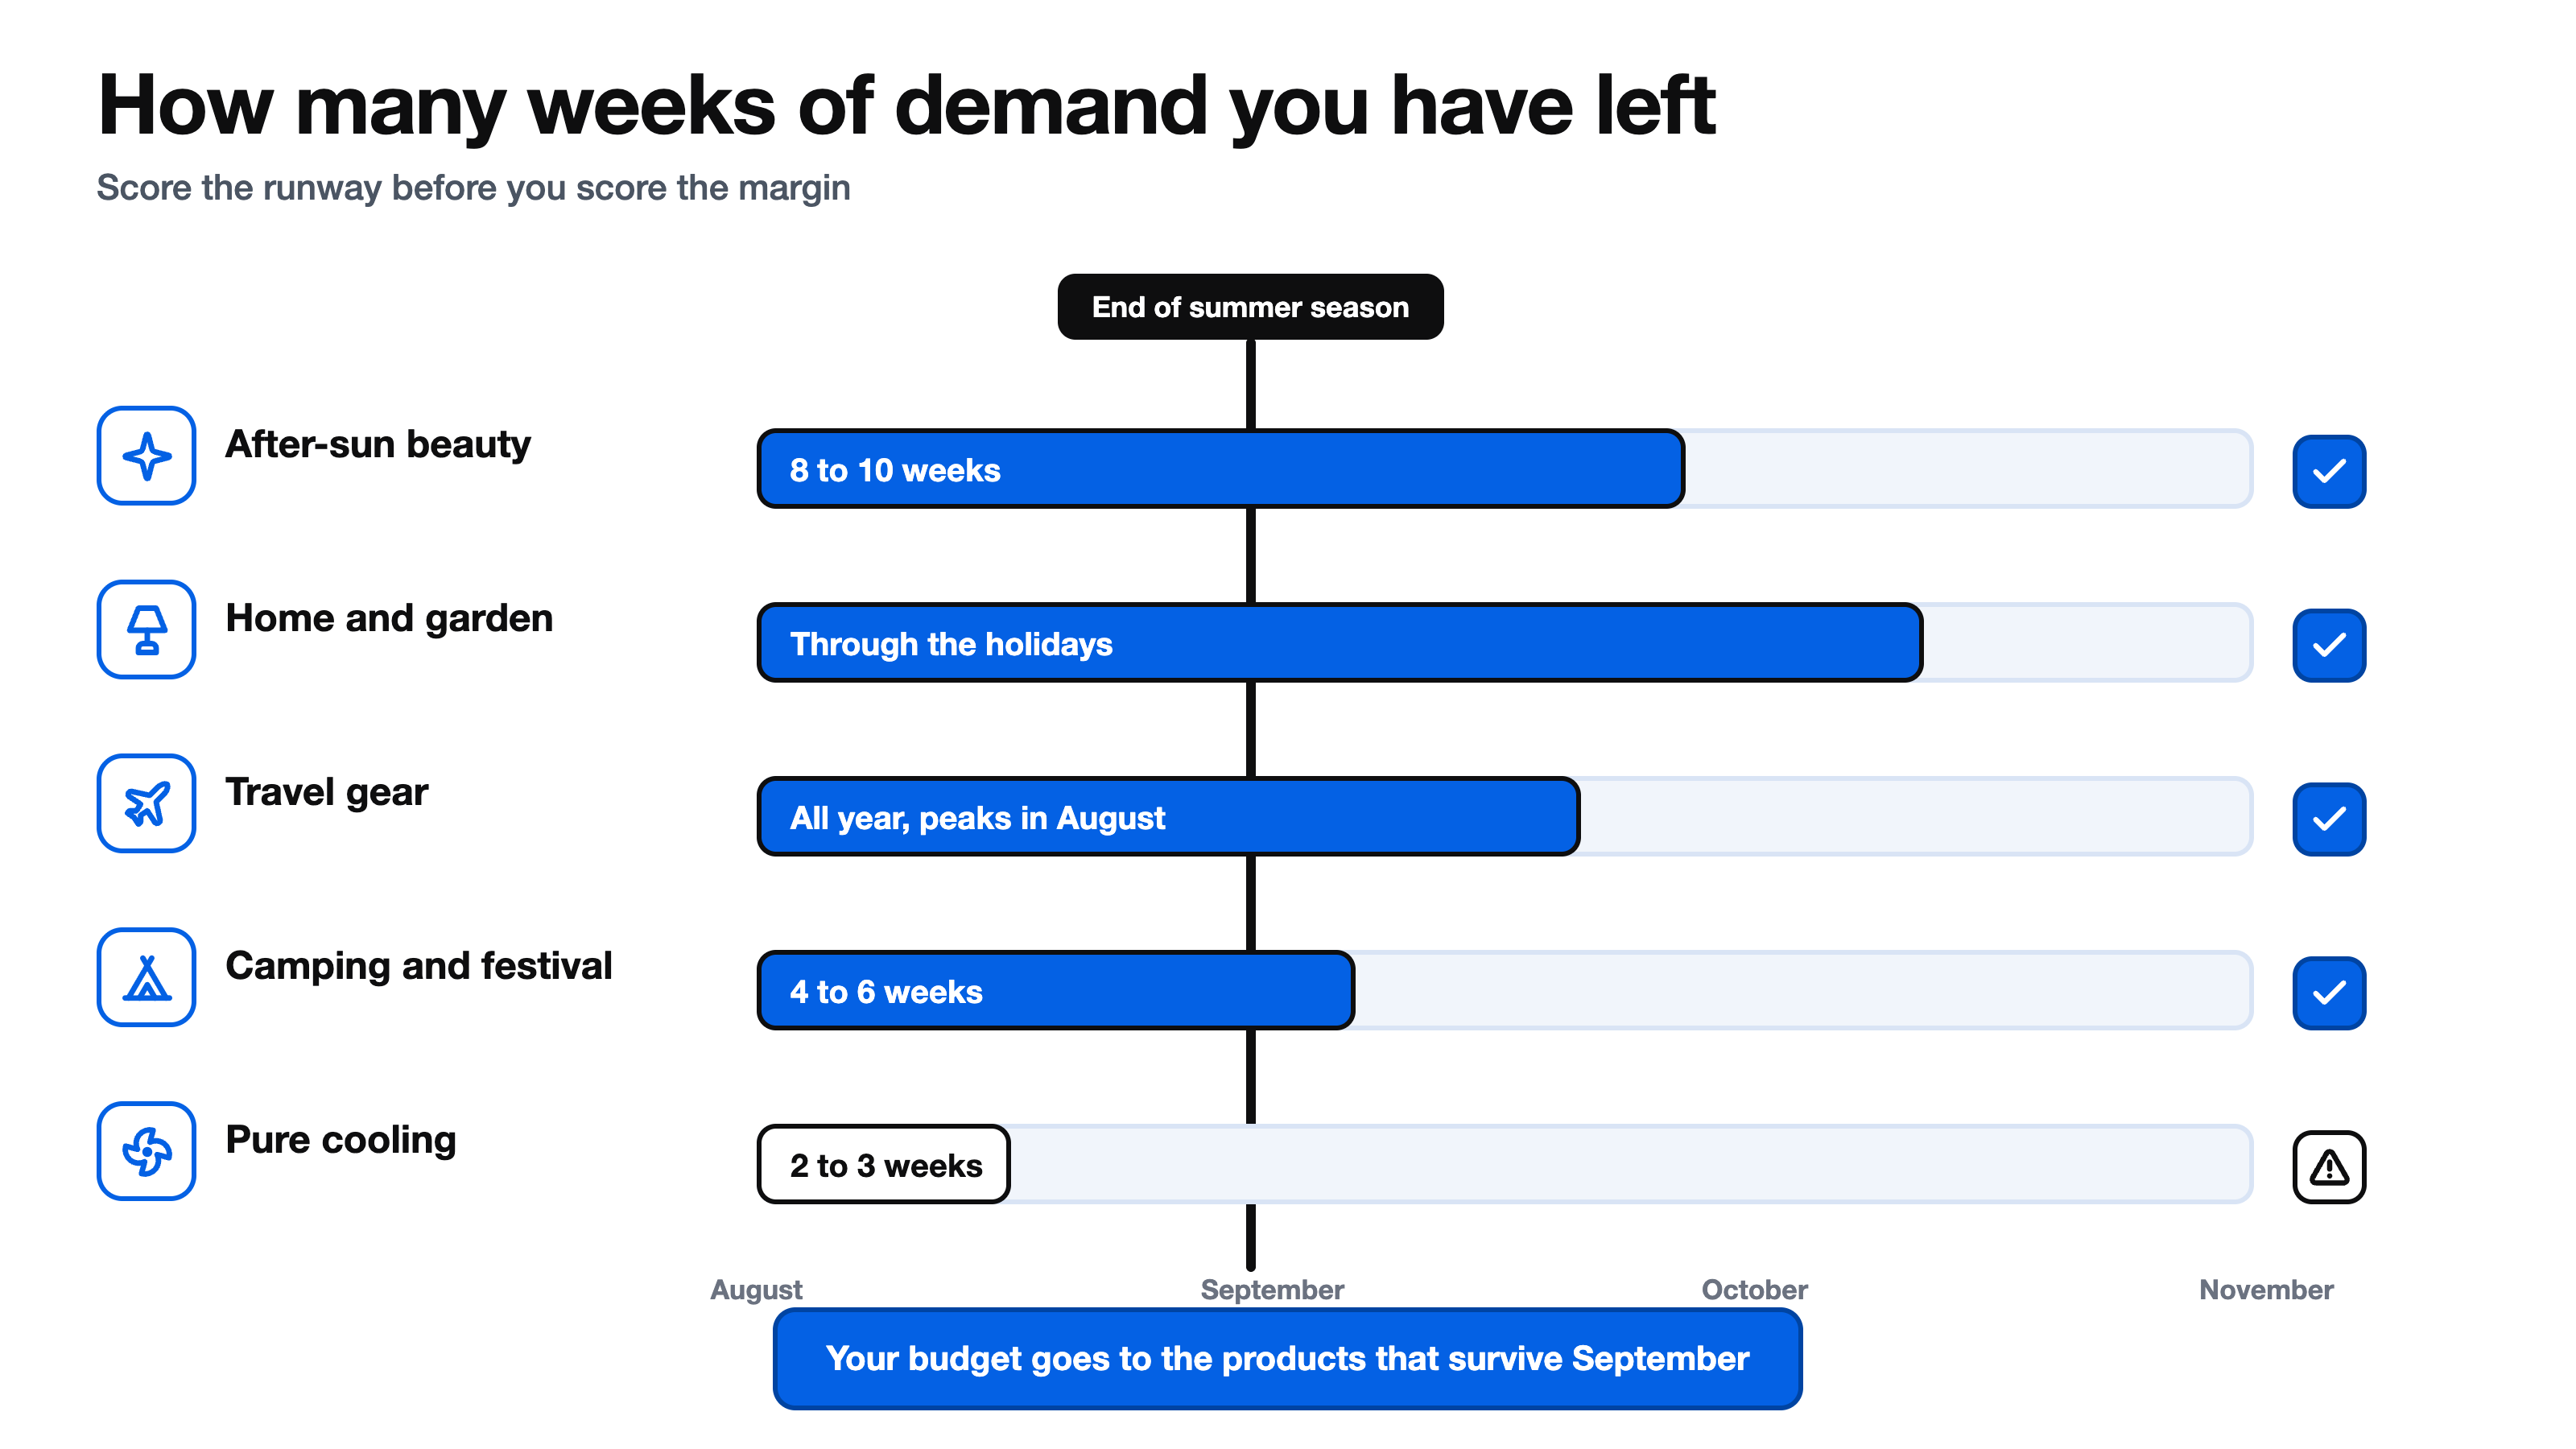 How many weeks of demand you have left
Score the runway before you score the margin
End of summer season
After-sun beauty
8 to 10 weeks
Home and garden
Through the holidays
Travel gear
All year, peaks in August
Camping and festival
4 to 6 weeks
Pure cooling
2 to 3 weeks
August
September
October
November
Your budget goes to the products that survive September